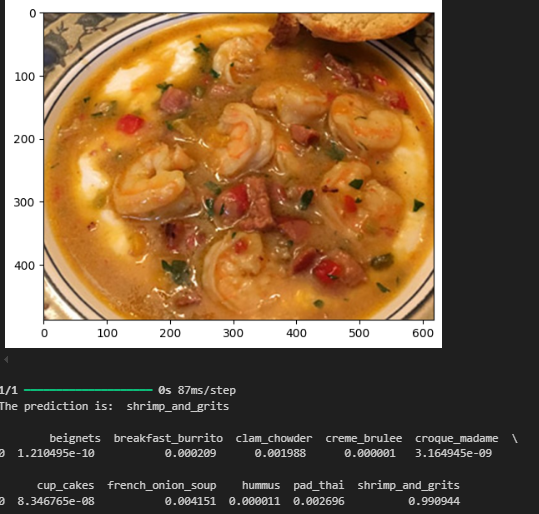 0
100
200
300
400
0 100 200 300 400 500 600
1/1 ━━━━━━━━━━━━━━━━━━━━ 0s 87ms/step
The prediction is:  shrimp_and_grits
beignets  breakfast_burrito  clam_chowder  creme_brulee  croque_madame  \
0  1.210495e-10  0.000209  0.001988  0.000001  3.164945e-09
cup_cakes  french_onion_soup  hummus  pad_thai  shrimp_and_grits
0  8.346765e-08  0.004151  0.000011  0.002696  0.990944